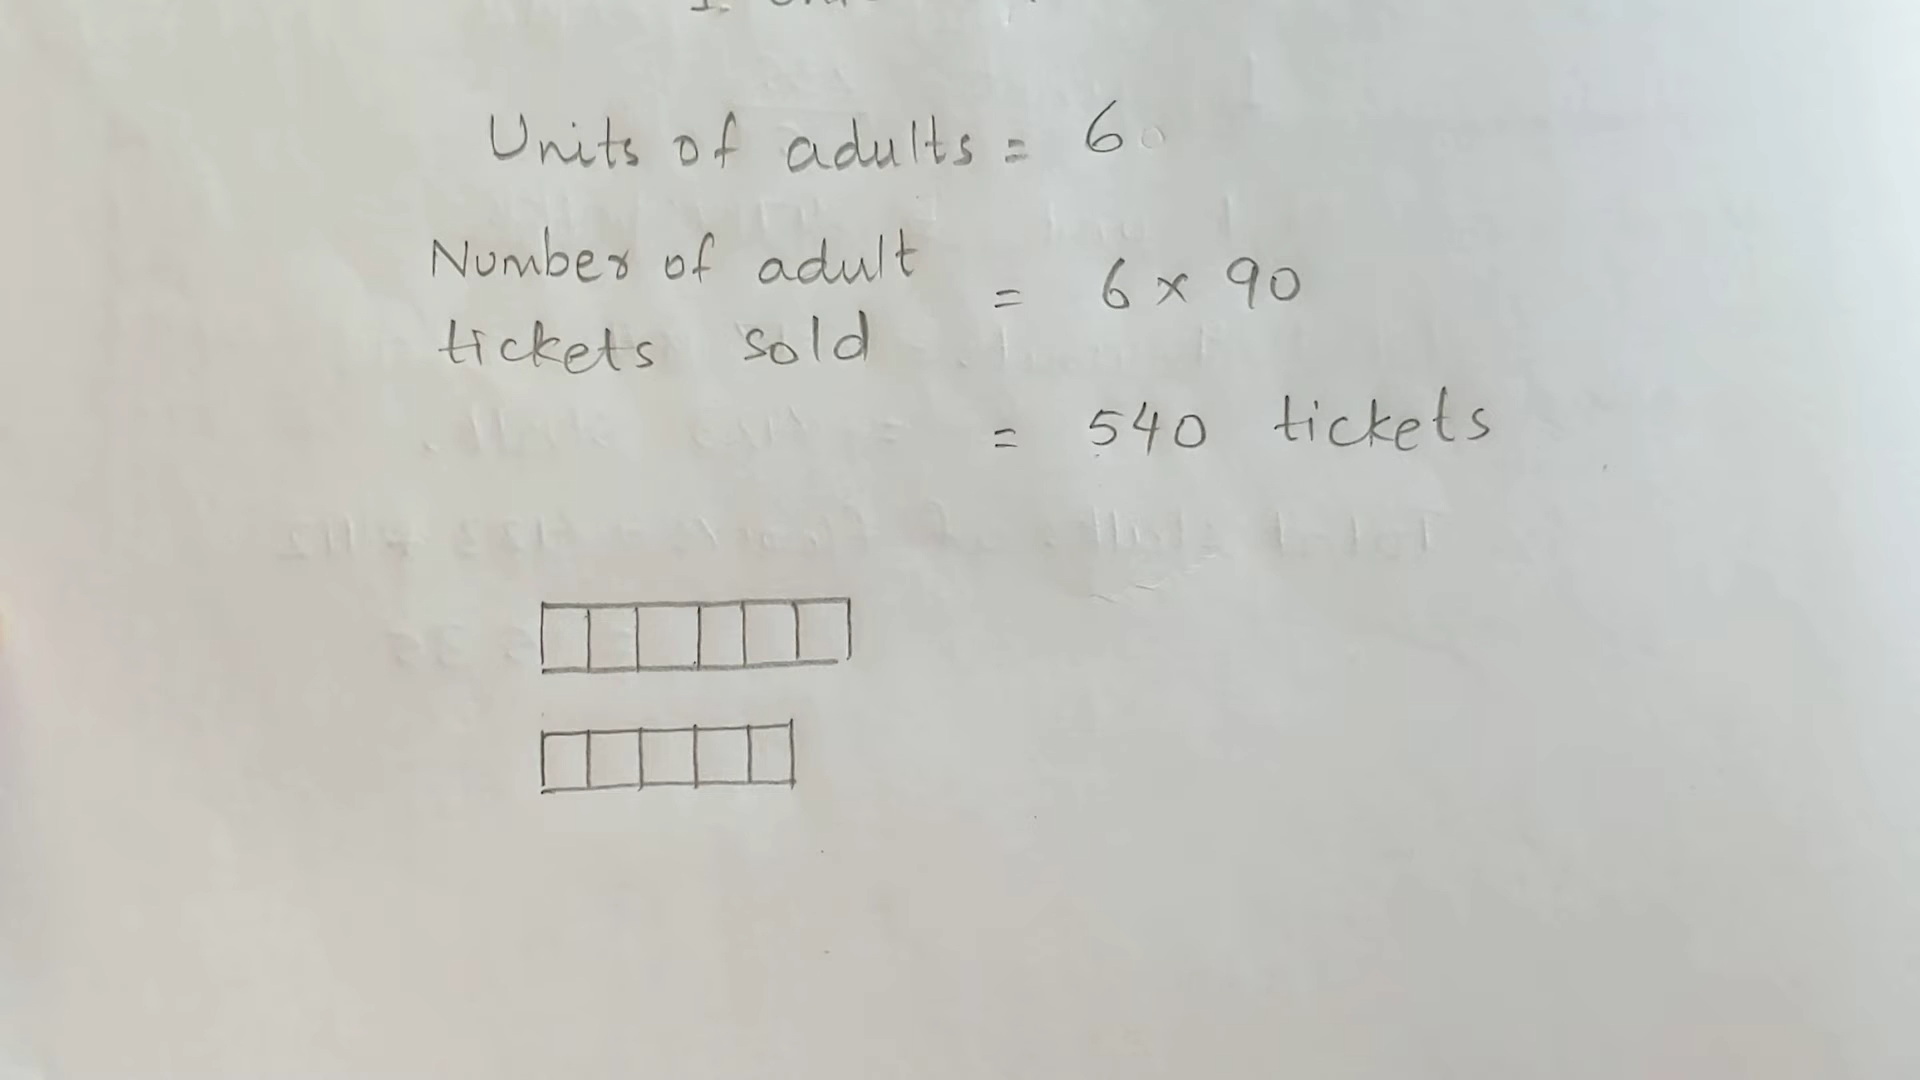 Units of adults = 6
Number of adult
tickets sold = 6 x 90
= 540 tickets